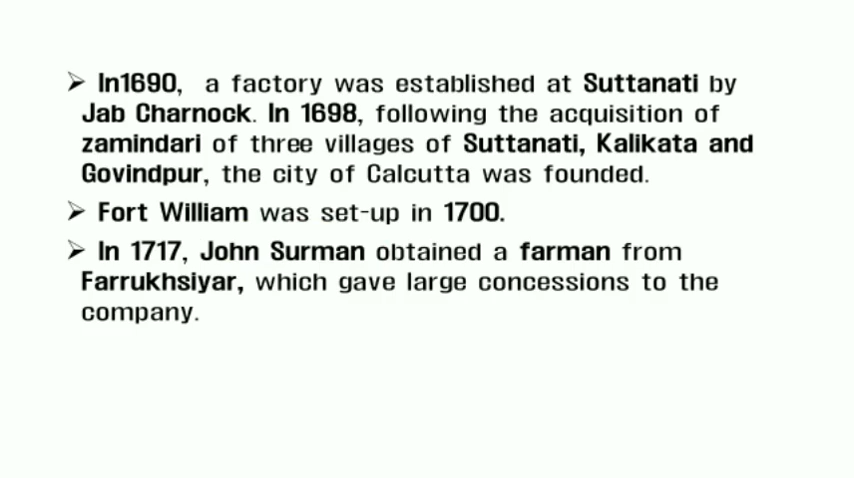 ➢ In1690, a factory was established at Suttanati by
Jab Charnock. In 1698, following the acquisition of
zamindari of three villages of Suttanati, Kalikata and
Govindpur, the city of Calcutta was founded.
➢ Fort William was set-up in 1700.
➢ In 1717, John Surman obtained a farman from
Farrukhsiyar, which gave large concessions to the
company.